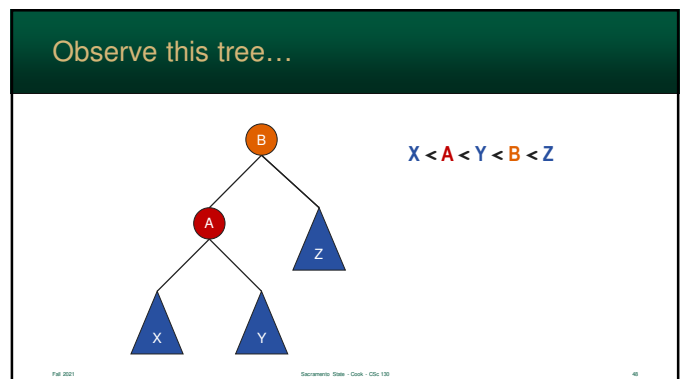 Observe this tree…
B
X < A < Y < B < Z
A
Z
X
Y
Fall 2021
Sacramento State - Cook - CSc 130
48